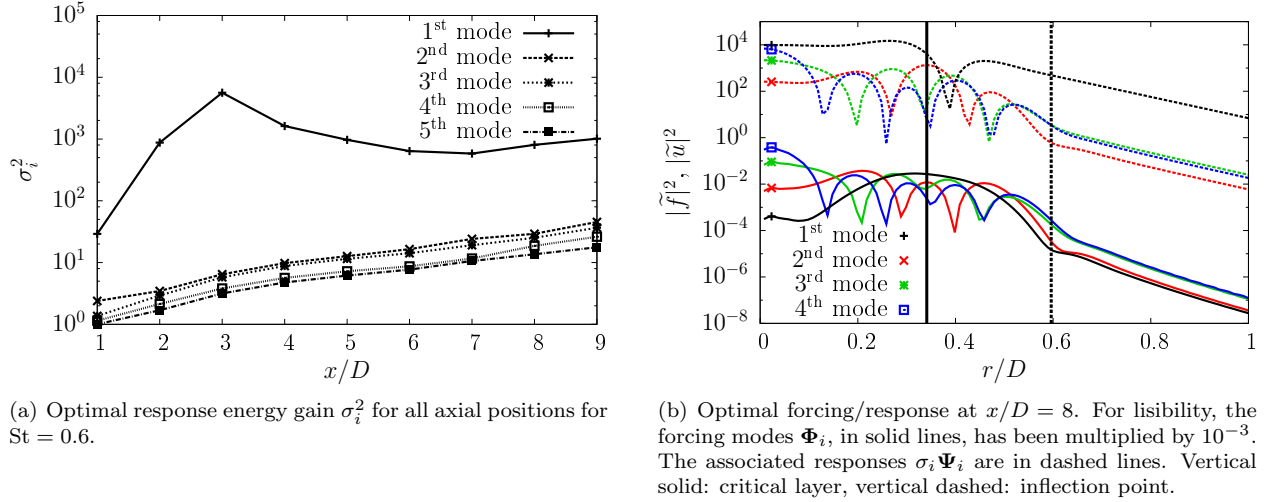 10^5
10^4
10^3
10^2
10^1
10^0
σ_i^2
1st mode
2nd mode
3rd mode
4th mode
5th mode
1 2 3 4 5 6 7 8 9
x/D
(a) Optimal response energy gain σ_i^2 for all axial positions for
St = 0.6.
10^4
10^2
10^0
10^−2
10^−4
10^−6
10^−8
|f̃|^2, |ũ|^2
1st mode
2nd mode
3rd mode
4th mode
0 0.2 0.4 0.6 0.8 1
r/D
(b) Optimal forcing/response at x/D = 8. For lisibility, the
forcing modes Φ_i, in solid lines, has been multiplied by 10^−3.
The associated responses σ_iΨ_i are in dashed lines. Vertical
solid: critical layer, vertical dashed: inflection point.